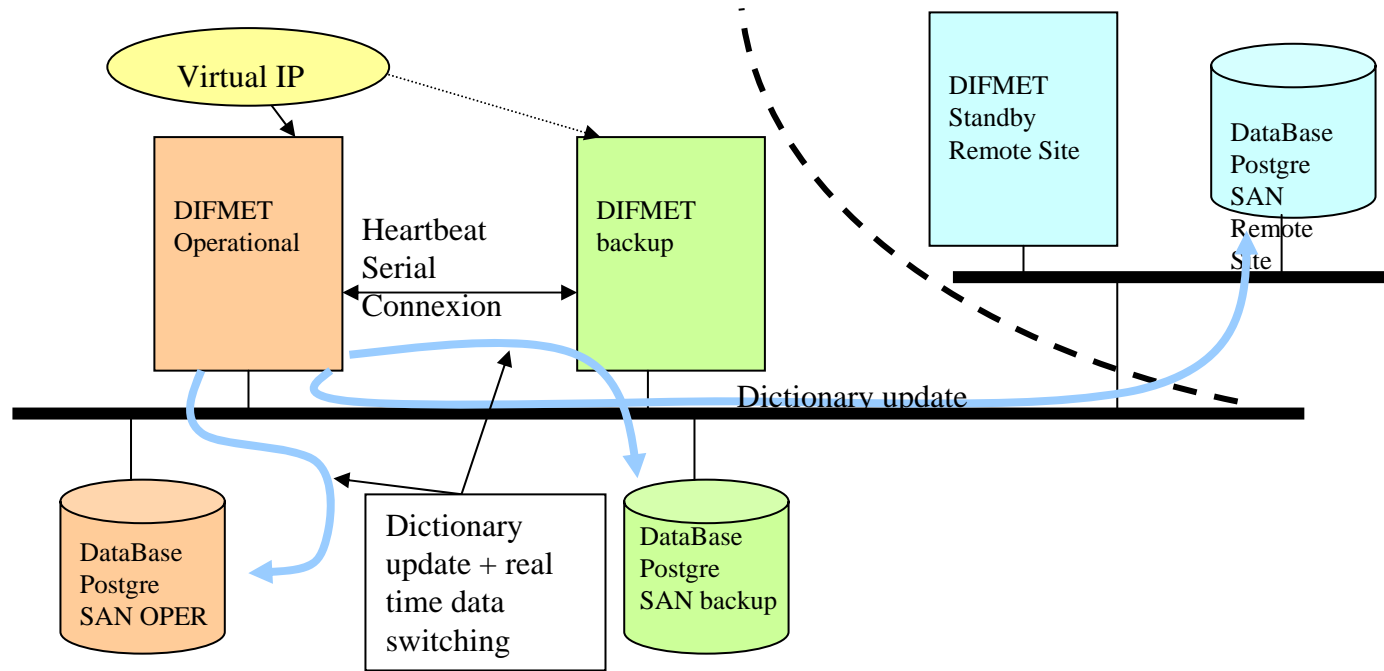 Virtual IP
DIFMET
Operational
Heartbeat
Serial
Connexion
DIFMET
backup
DIFMET
Standby
Remote Site
DataBase
Postgre
SAN
Remote
Site
Dictionary update
DataBase
Postgre
SAN OPER
Dictionary
update + real
time data
switching
DataBase
Postgre
SAN backup